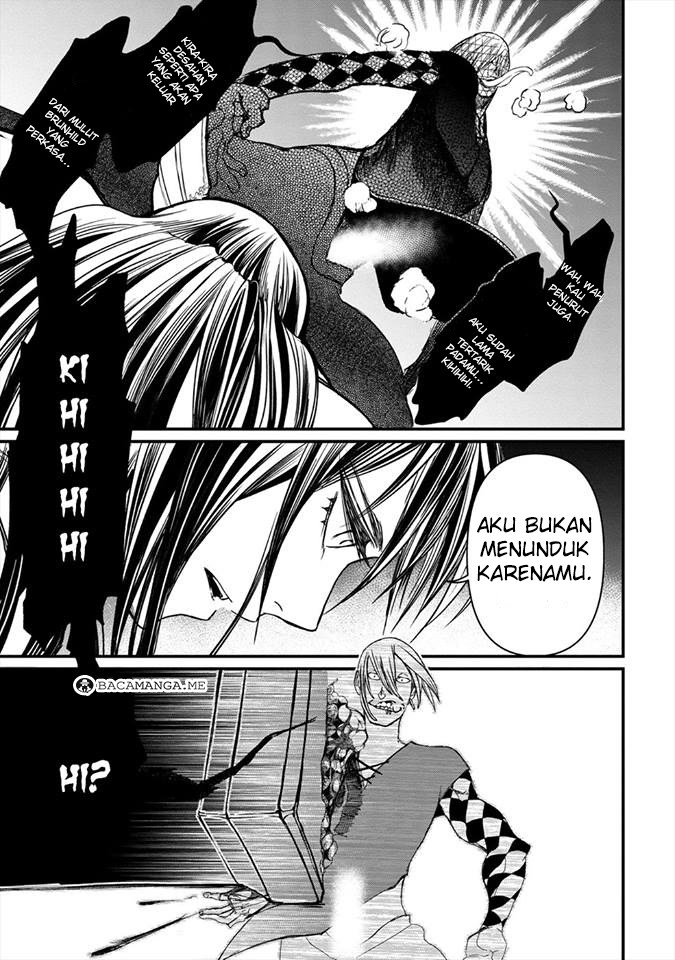 WAH, WAH,
KAU
PENURUT
JUGA.
AKU SUDAH
LAMA
TERTARIK
PADAMU...
KIHIHIHI.
KIRA-KIRA
DESAHAN
SEPERTI APA
YANG AKAN
KELUAR
DARI MULUT
BRUNHILD
YANG
PERKASA...
KI
HI
HI
HI
HI
AKU BUKAN
MENUNDUK
KARENAMU.
BACAMANGA.ME
HI?